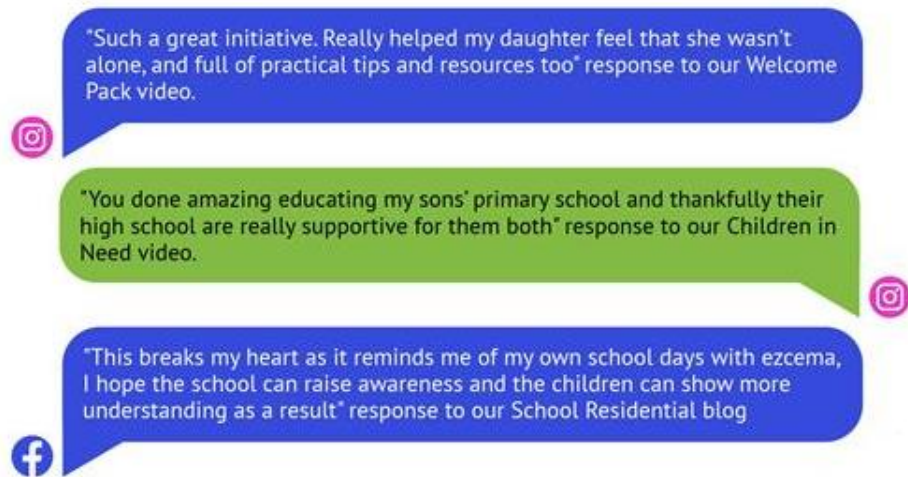 "Such a great initiative. Really helped my daughter feel that she wasn't
alone, and full of practical tips and resources too" response to our Welcome
Pack video.
"You done amazing educating my sons' primary school and thankfully their
high school are really supportive for them both" response to our Children in
Need video.
"This breaks my heart as it reminds me of my own school days with ezcema,
I hope the school can raise awareness and the children can show more
understanding as a result" response to our School Residential blog